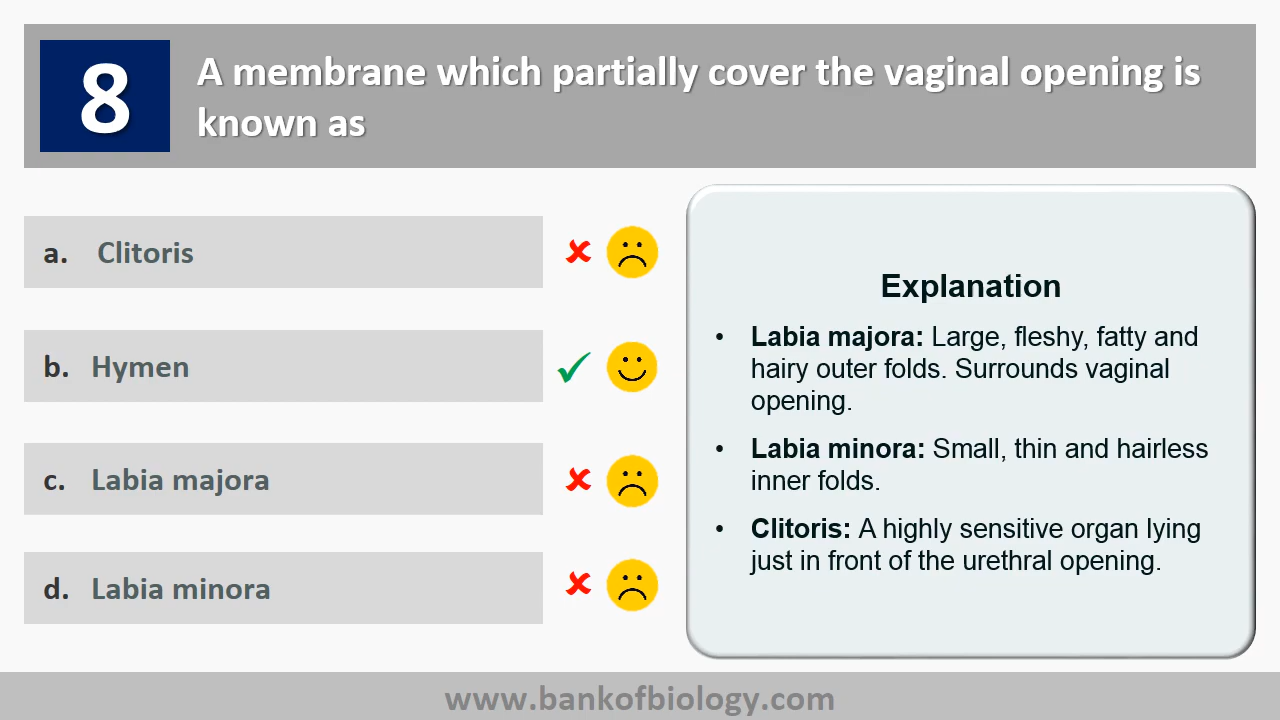 8
A membrane which partially cover the vaginal opening is
known as
a. Clitoris
b. Hymen
c. Labia majora
d. Labia minora
Explanation
• Labia majora: Large, fleshy, fatty and
hairy outer folds. Surrounds vaginal
opening.
• Labia minora: Small, thin and hairless
inner folds.
• Clitoris: A highly sensitive organ lying
just in front of the urethral opening.
www.bankofbiology.com